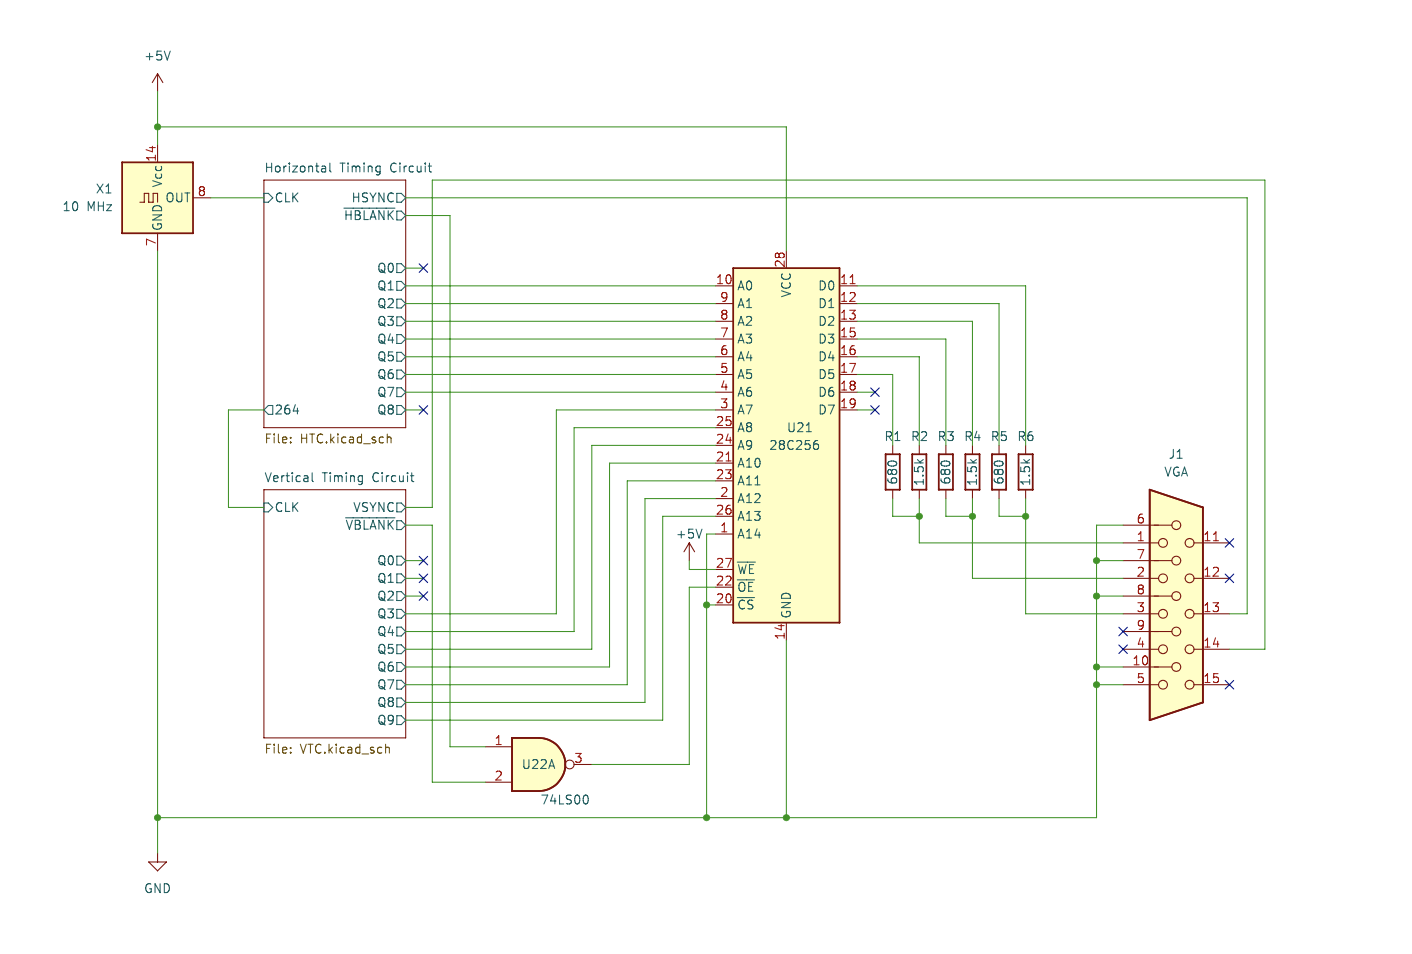 +5V
X1
10 MHz
14
Vcc
OUT
8
GND
7
Horizontal Timing Circuit
CLK
HSYNC
HBLANK
Q0
Q1
Q2
Q3
Q4
Q5
Q6
Q7
264
Q8
File: HTC.kicad_sch
Vertical Timing Circuit
CLK
VSYNC
VBLANK
Q0
Q1
Q2
Q3
Q4
Q5
Q6
Q7
Q8
Q9
File: VTC.kicad_sch
1
2
U22A
3
74LS00
+5V
28
VCC
10 A0 D0 11
9 A1 D1 12
8 A2 D2 13
7 A3 D3 15
6 A4 D4 16
5 A5 D5 17
4 A6 D6 18
3 A7 D7 19
25 A8 U21
24 A9 28C256
21 A10
23 A11
2 A12
26 A13
1 A14
27 WE
22 OE
20 CS
GND
14
R1 R2 R3 R4 R5 R6
680 1.5k 680 1.5k 680 1.5k
J1
VGA
6
1 11
7
2 12
8
3 13
9
4 14
10
5 15
GND